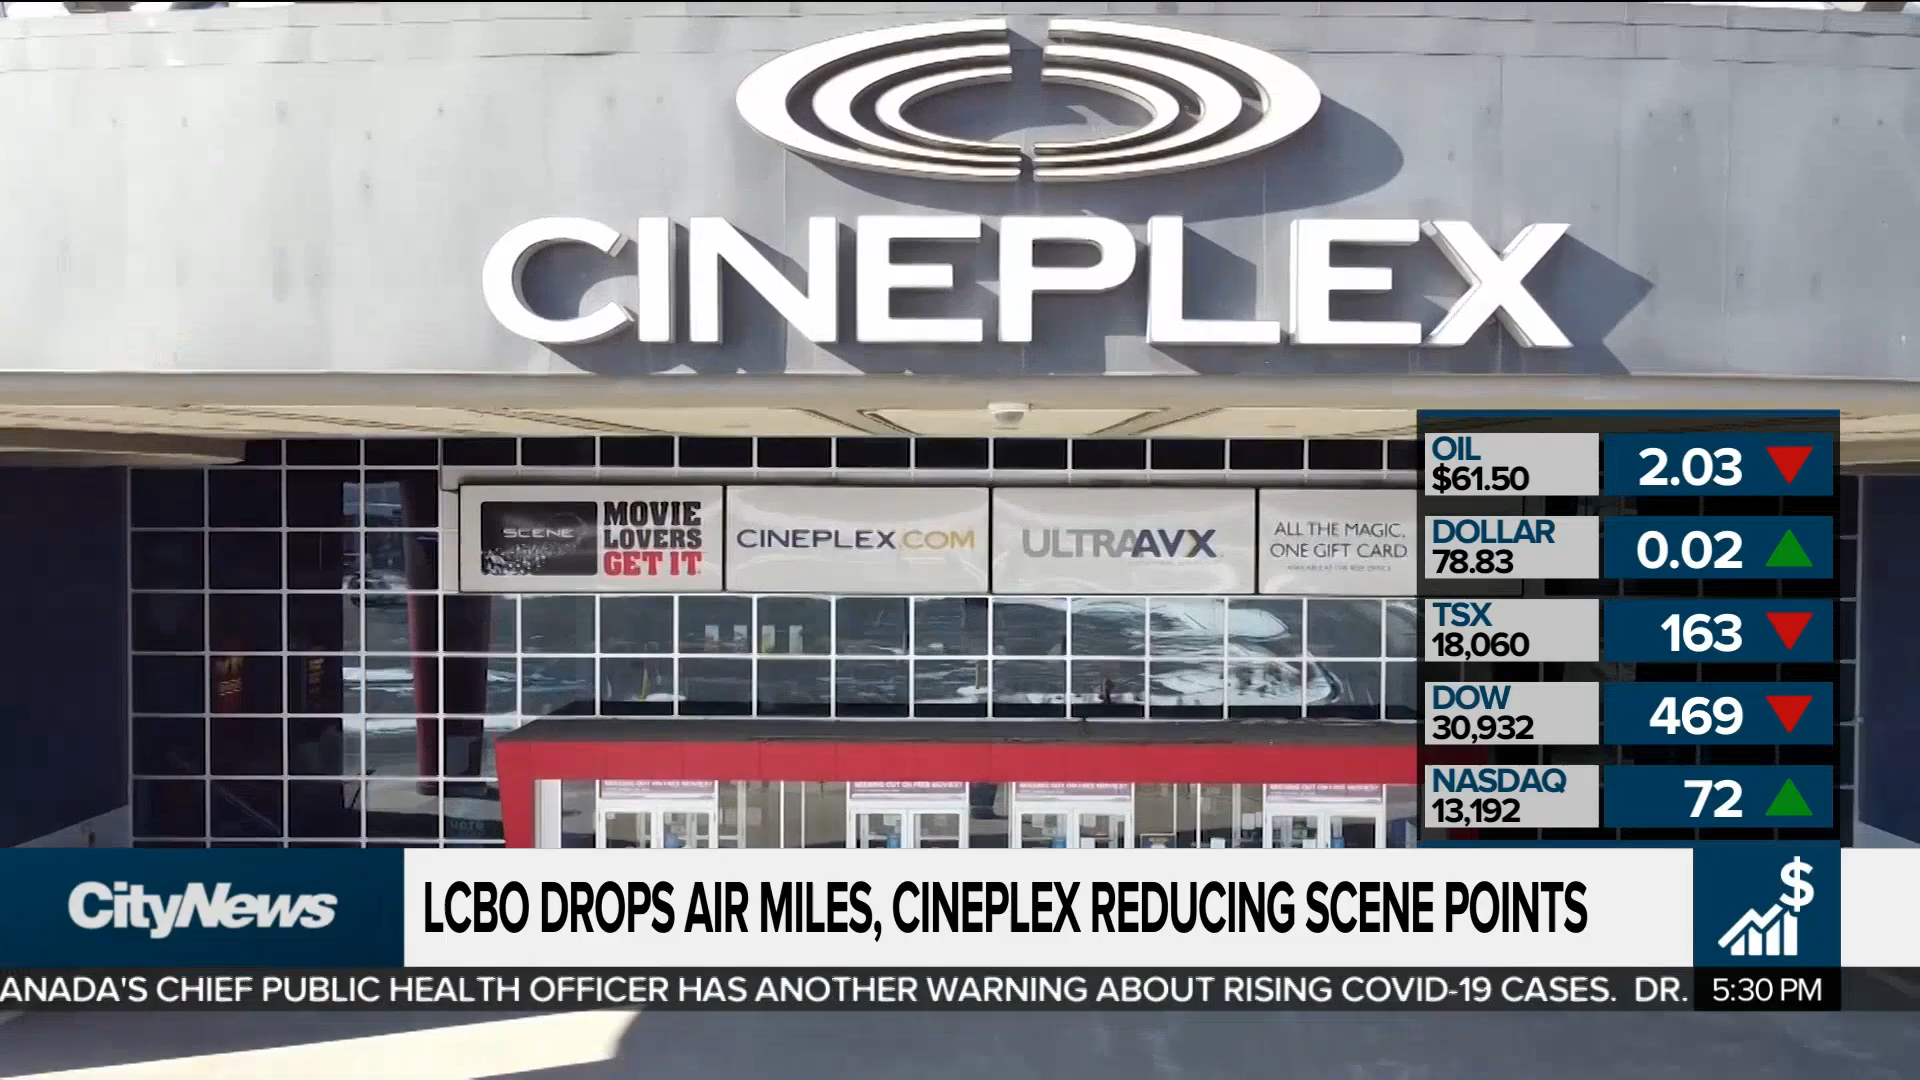 CINEPLEX
SCENE
MOVIE
LOVERS
GET IT.
CINEPLEX.COM
ULTRAAVX
ALL THE MAGIC,
ONE GIFT CARD
OIL
$61.50
2.03
DOLLAR
78.83
0.02
TSX
18,060
163
DOW
30,932
469
NASDAQ
13,192
72
CityNews
LCBO DROPS AIR MILES, CINEPLEX REDUCING SCENE POINTS
$
ANADA'S CHIEF PUBLIC HEALTH OFFICER HAS ANOTHER WARNING ABOUT RISING COVID-19 CASES. DR.
5:30 PM